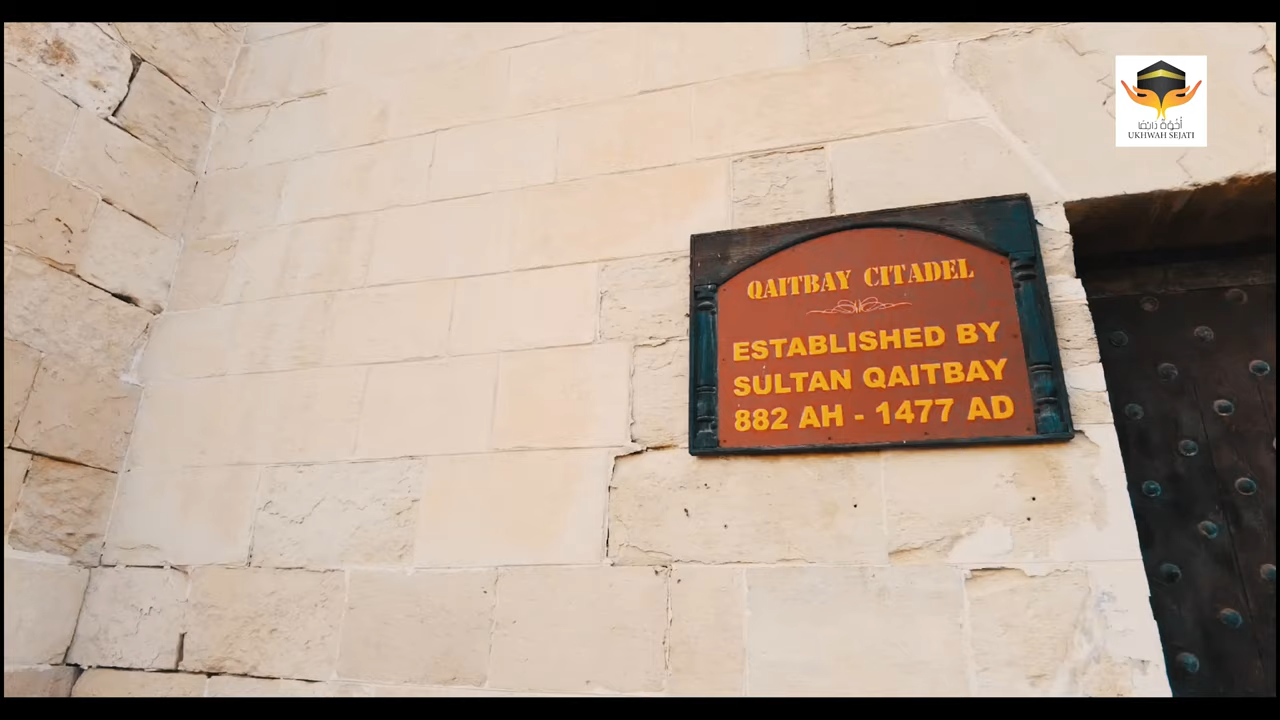 QAITBAY CITADEL
ESTABLISHED BY
SULTAN QAITBAY
882 AH - 1477 AD
UKHWAH SEJATI